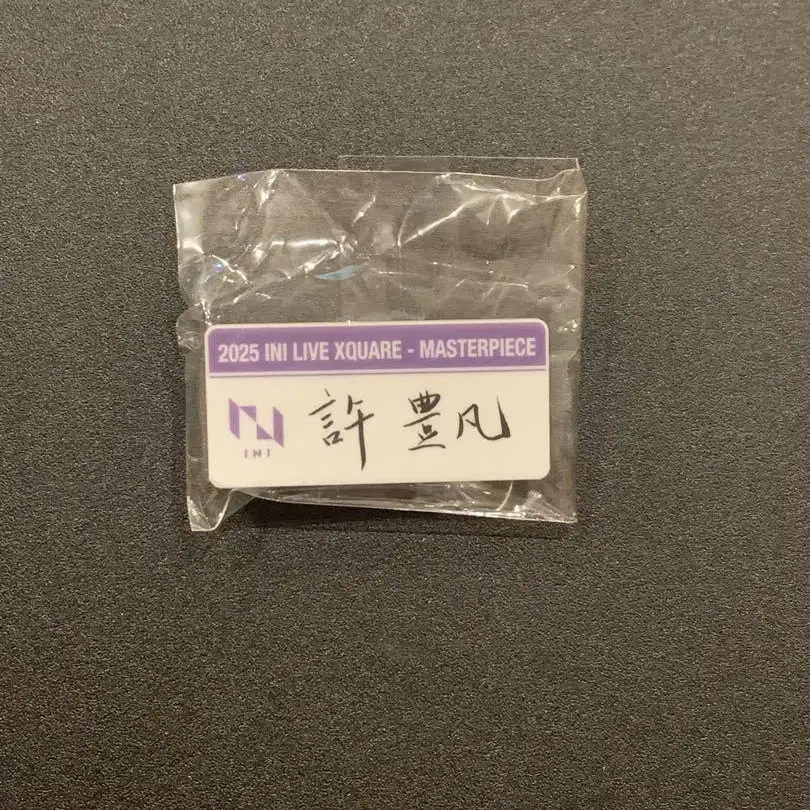 2025 INI LIVE XQUARE - MASTERPIECE
許 豊凡
INI